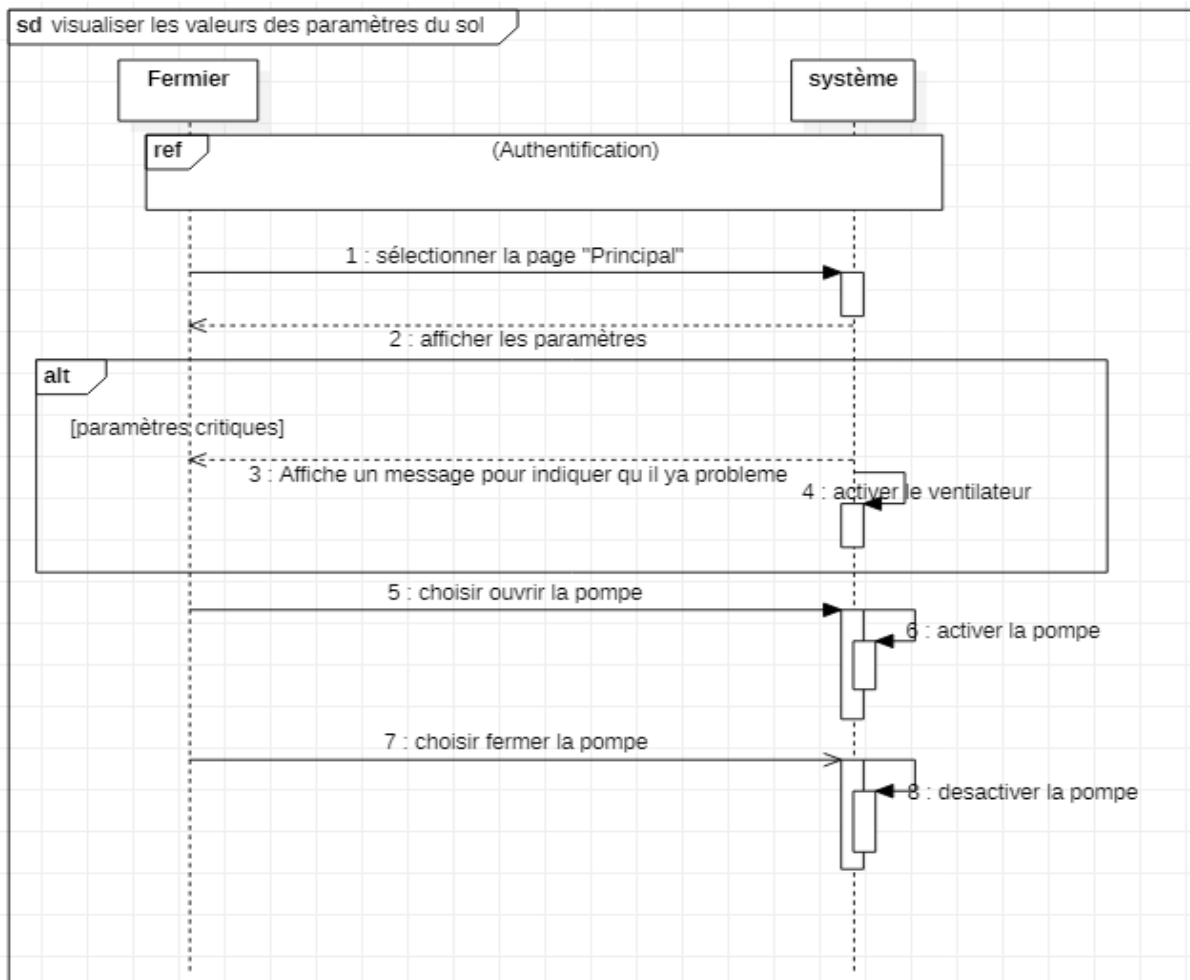 sd visualiser les valeurs des paramètres du sol
Fermier
système
ref
(Authentification)
1 : sélectionner la page "Principal"
2 : afficher les paramètres
alt
[paramètres critiques]
3 : Affiche un message pour indiquer qu il ya probleme
4 : activer le ventilateur
5 : choisir ouvrir la pompe
6 : activer la pompe
7 : choisir fermer la pompe
8 : desactiver la pompe